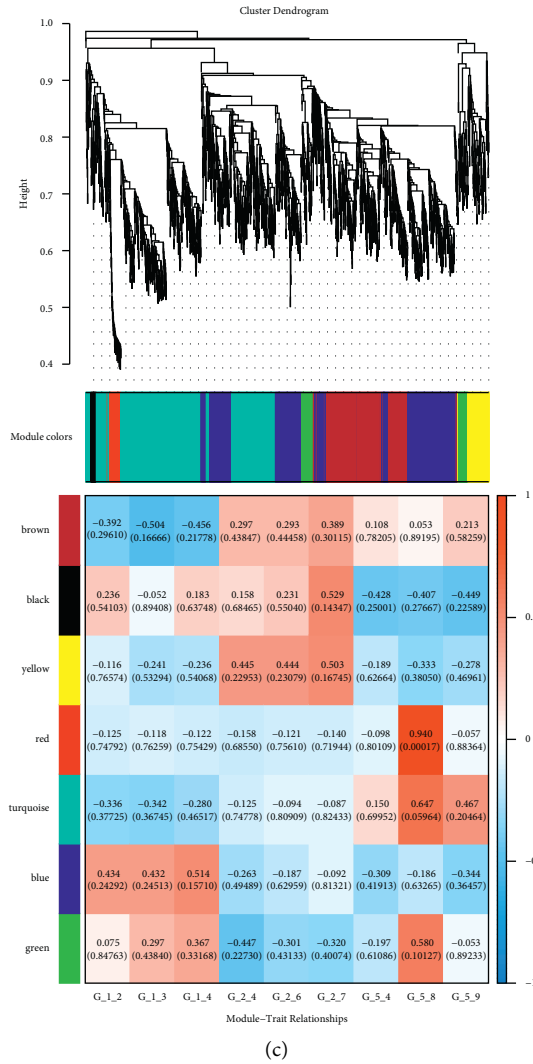 Cluster Dendrogram
1.0
0.9
0.8
0.7
0.6
0.5
0.4
Height
Module colors
brown
−0.392 −0.504 −0.456 0.297 0.293 0.389 0.108 0.053 0.213
(0.29610) (0.16666) (0.21778) (0.43847) (0.44458) (0.30115) (0.78205) (0.89195) (0.58259)
black
0.236 −0.052 0.183 0.158 0.231 0.529 −0.428 −0.407 −0.449
(0.54103) (0.89408) (0.63748) (0.68465) (0.55040) (0.14347) (0.25001) (0.27667) (0.22589)
yellow
−0.116 −0.241 −0.236 0.445 0.444 0.503 −0.189 −0.333 −0.278
(0.76574) (0.53294) (0.54068) (0.22953) (0.23079) (0.16745) (0.62664) (0.38050) (0.46961)
red
−0.125 −0.118 −0.122 −0.158 −0.121 −0.140 −0.098 0.940 −0.057
(0.74792) (0.76259) (0.75429) (0.68550) (0.75610) (0.71944) (0.80109) (0.00017) (0.88364)
turquoise
−0.336 −0.342 −0.280 −0.125 −0.094 −0.087 0.150 0.647 0.467
(0.37725) (0.36745) (0.46517) (0.74778) (0.80909) (0.82433) (0.69952) (0.05964) (0.20464)
blue
0.434 0.432 0.514 −0.263 −0.187 −0.092 −0.309 −0.186 −0.344
(0.24292) (0.24513) (0.15710) (0.49489) (0.62959) (0.81321) (0.41913) (0.63265) (0.36457)
green
0.075 0.297 0.367 −0.447 −0.301 −0.320 −0.197 0.580 −0.053
(0.84763) (0.43840) (0.33168) (0.22730) (0.43133) (0.40074) (0.61086) (0.10127) (0.89233)
G_1_2 G_1_3 G_1_4 G_2_4 G_2_6 G_2_7 G_5_4 G_5_8 G_5_9
Module−Trait Relationships
1
0
(c)